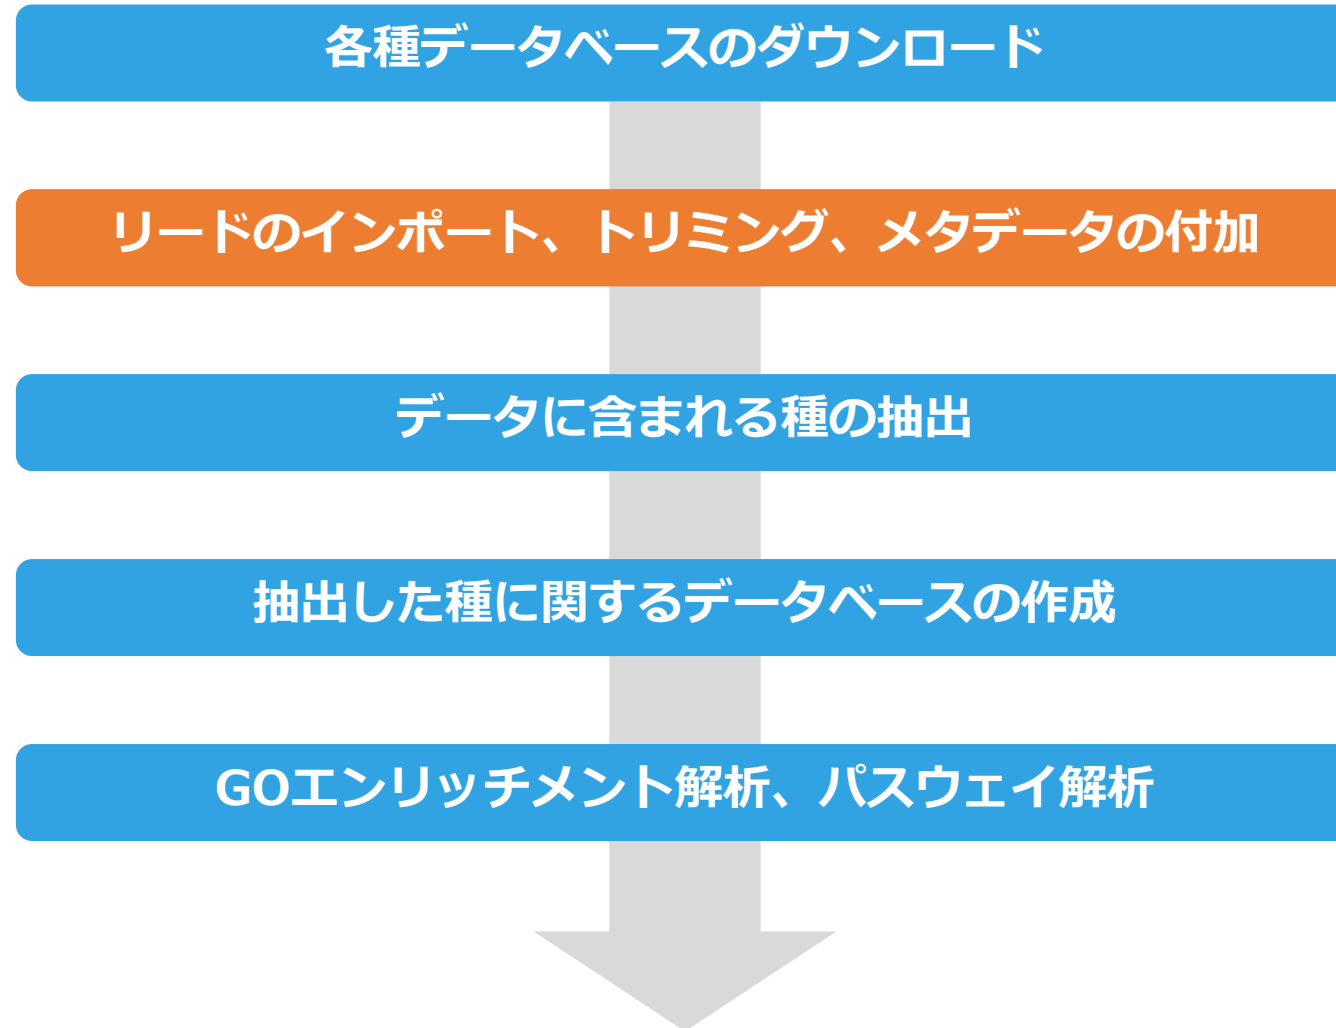 各種データベースのダウンロード
リードのインポート、トリミング、メタデータの付加
データに含まれる種の抽出
抽出した種に関するデータベースの作成
GOエンリッチメント解析、パスウェイ解析